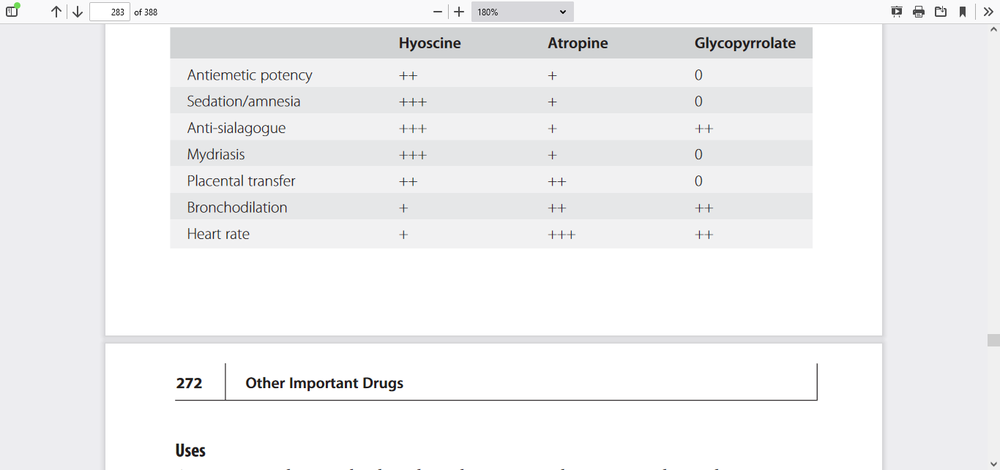 283 of 388 180%
Hyoscine Atropine Glycopyrrolate
Antiemetic potency ++ + 0
Sedation/amnesia +++ + 0
Anti-sialagogue +++ + ++
Mydriasis +++ + 0
Placental transfer ++ ++ 0
Bronchodilation + ++ ++
Heart rate + +++ ++
272 Other Important Drugs
Uses